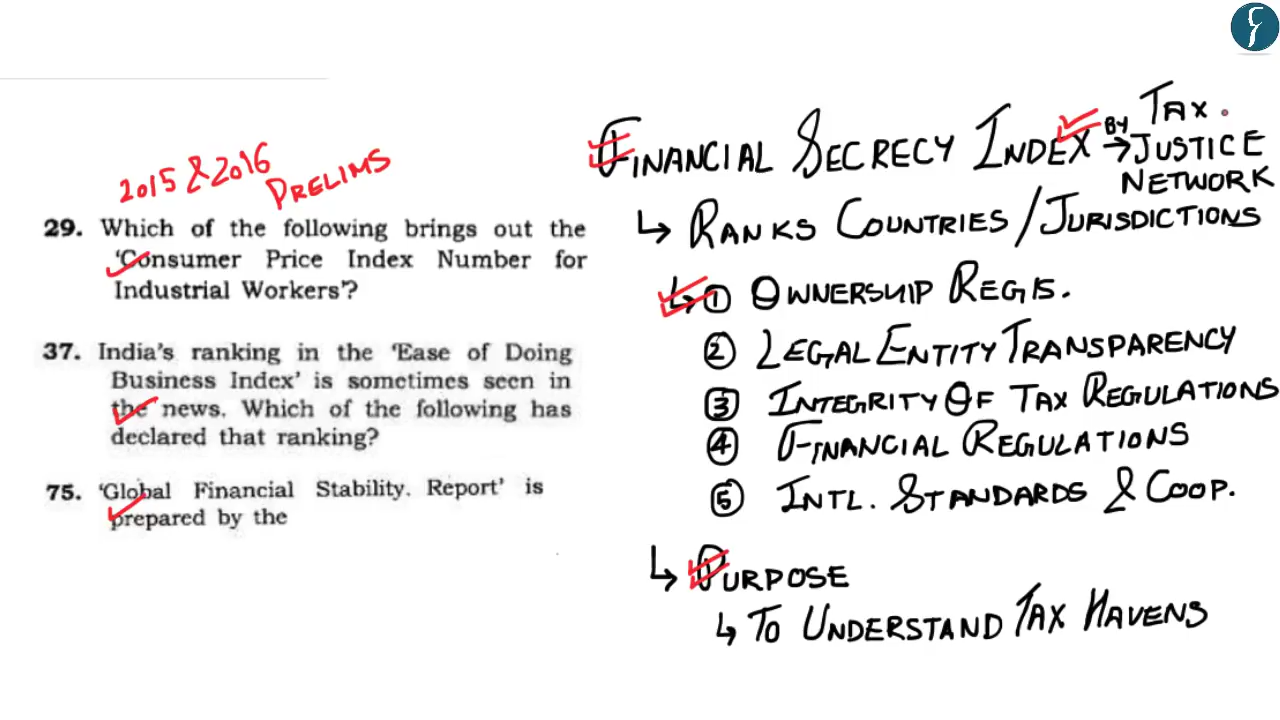 2015 & 2016
PRELIMS
29. Which of the following brings out the
'Consumer Price Index Number for
Industrial Workers'?
37. India's ranking in the 'Ease of Doing
Business Index' is sometimes seen in
the news. Which of the following has
declared that ranking?
75. 'Global Financial Stability. Report' is
prepared by the
FINANCIAL SECRECY INDEX BY → TAX
JUSTICE
NETWORK
↳ RANKS COUNTRIES / JURISDICTIONS
↳ ① OWNERSHIP REGIS.
② LEGAL ENTITY TRANSPARENCY
③ INTEGRITY OF TAX REGULATIONS
④ FINANCIAL REGULATIONS
⑤ INTL. STANDARDS & COOP.
↳ PURPOSE
↳ TO UNDERSTAND TAX HAVENS